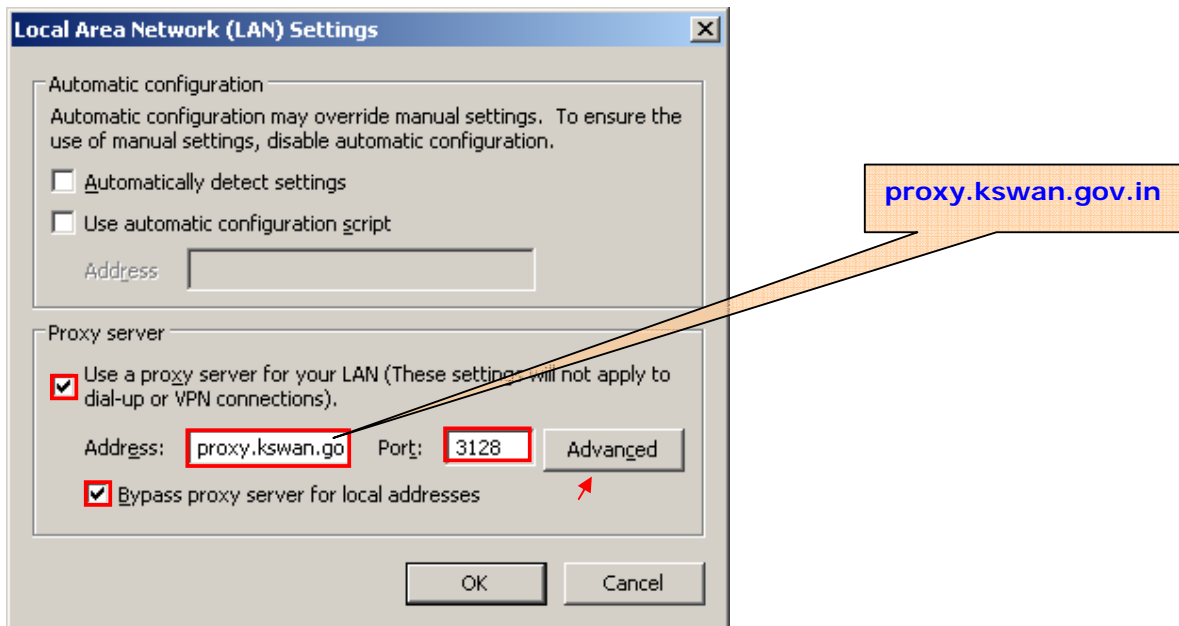 Local Area Network (LAN) Settings
Automatic configuration
Automatic configuration may override manual settings. To ensure the
use of manual settings, disable automatic configuration.
Automatically detect settings
Use automatic configuration script
Address
proxy.kswan.gov.in
Proxy server
Use a proxy server for your LAN (These settings will not apply to
dial-up or VPN connections).
Address: proxy.kswan.go Port: 3128 Advanced
Bypass proxy server for local addresses
OK Cancel